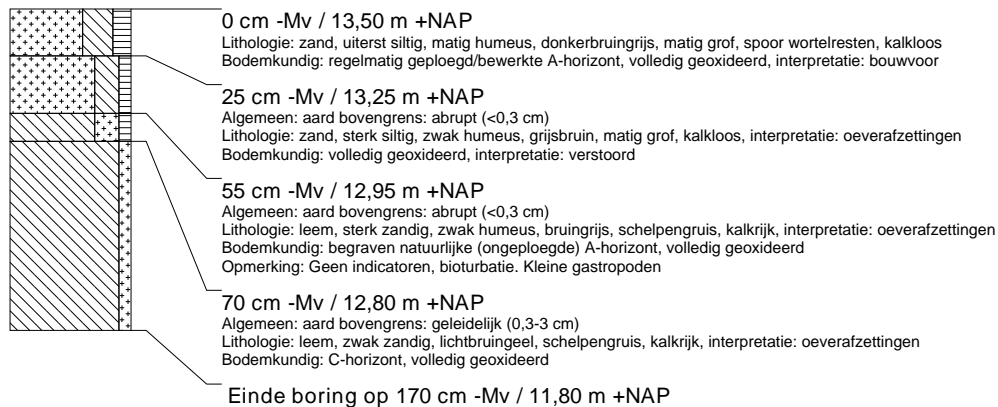 0 cm -Mv / 13,50 m +NAP
Lithologie: zand, uiterst siltig, matig humeus, donkerbruingrijs, matig grof, spoor wortelresten, kalkloos
Bodemkundig: regelmatig geploegd/bewerkte A-horizont, volledig geoxideerd, interpretatie: bouwvoor
25 cm -Mv / 13,25 m +NAP
Algemeen: aard bovengrens: abrupt (<0,3 cm)
Lithologie: zand, sterk siltig, zwak humeus, grijsbruin, matig grof, kalkloos, interpretatie: oeverafzettingen
Bodemkundig: volledig geoxideerd, interpretatie: verstoord
55 cm -Mv / 12,95 m +NAP
Algemeen: aard bovengrens: abrupt (<0,3 cm)
Lithologie: leem, sterk zandig, zwak humeus, bruingrijs, schelpengruis, kalkrijk, interpretatie: oeverafzettingen
Bodemkundig: begraven natuurlijke (ongeploegde) A-horizont, volledig geoxideerd
Opmerking: Geen indicatoren, bioturbatie. Kleine gastropoden
70 cm -Mv / 12,80 m +NAP
Algemeen: aard bovengrens: geleidelijk (0,3-3 cm)
Lithologie: leem, zwak zandig, lichtbruingeel, schelpengruis, kalkrijk, interpretatie: oeverafzettingen
Bodemkundig: C-horizont, volledig geoxideerd
Einde boring op 170 cm -Mv / 11,80 m +NAP